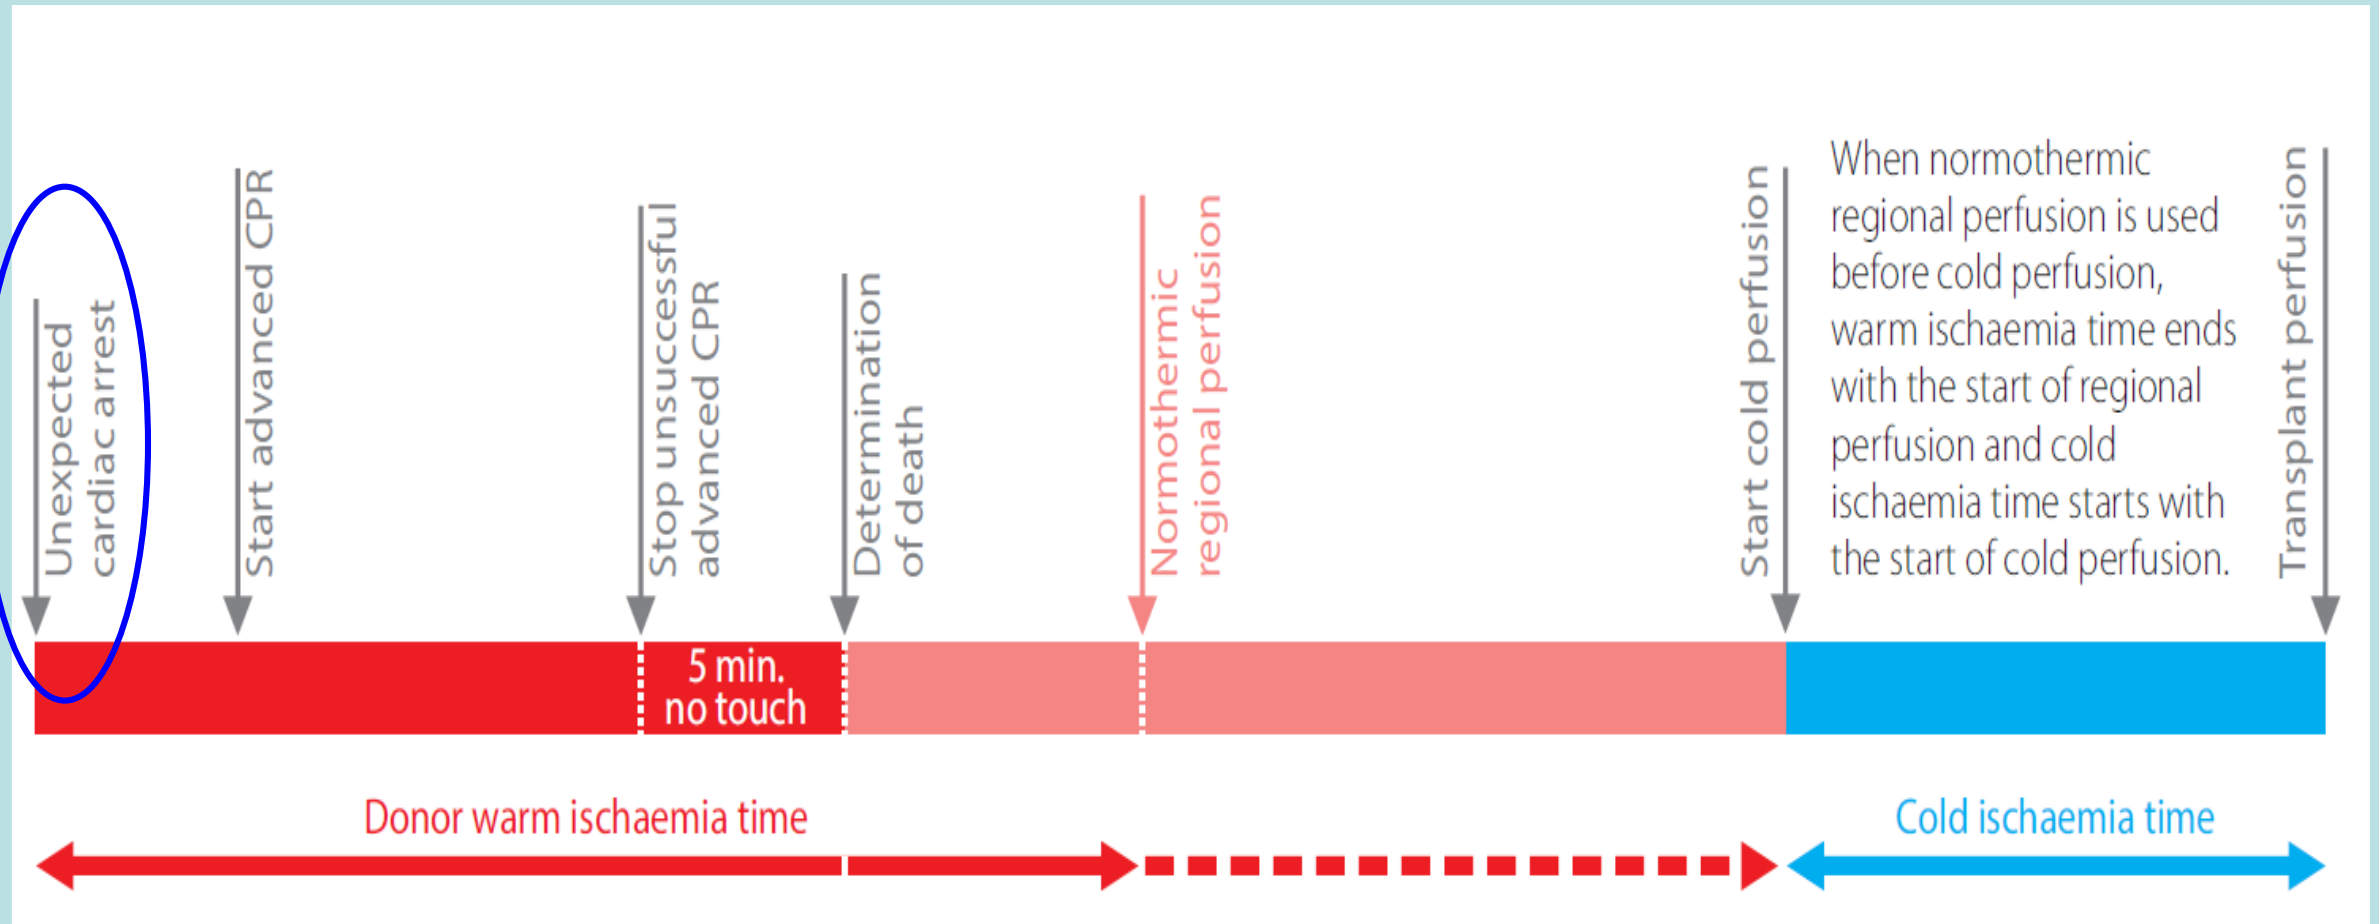 Unexpected
cardiac arrest
Start advanced CPR
Stop unsuccessful
advanced CPR
Determination
of death
Normothermic
regional perfusion
Start cold perfusion
When normothermic
regional perfusion is used
before cold perfusion,
warm ischaemia time ends
with the start of regional
perfusion and cold
ischaemia time starts with
the start of cold perfusion.
Transplant perfusion
5 min.
no touch
Donor warm ischaemia time
Cold ischaemia time